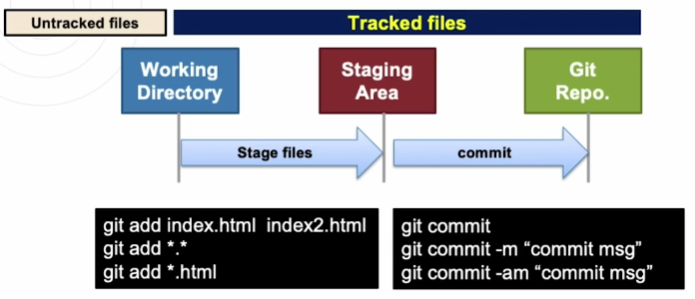 Untracked files
Tracked files
Working
Directory
Staging
Area
Git
Repo.
Stage files
commit
git add index.html  index2.html
git add *.*
git add *.html
git commit
git commit -m “commit msg”
git commit -am “commit msg”